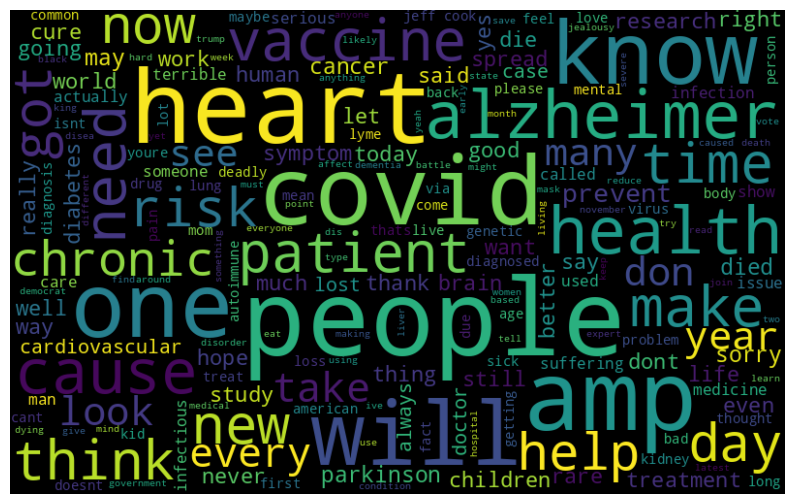 common maybe serious jeff cook yes feel love research right
cure now vaccine likely die save jealousy anyone
going may work cancer spread know person
trump hard week anything state mental
black world terrible human said case
king actually let back please infection
got isnt lot heart lyme yeah early alzheimer severe
disea yet month vote
need youre see symptom today good many time
someone deadly affect dementia battle called caused death
really diabetes drug lung must might via mask reduce
diagnosis different risk mean covid come prevent body show
pain point living november virus try read
mom everyone thats live genetic health
something dis want keep
chronic autoimmune type patient diagnosed don died
care findaround much lost thank brain say used issue
democrat one women based better make join two
well disorder eat people due age problem expert
way hope loss making liver tell year
cardiovascular treat using sick suffering dont sorry
cause study take thing still life learn
man medical american always doctor medicine
look infectious ive fact getting amp even
cant kid new will hospital bad thought
dying give mind use help kidney day
think every children rare latest
doesnt government never first parkinson condition treatment long